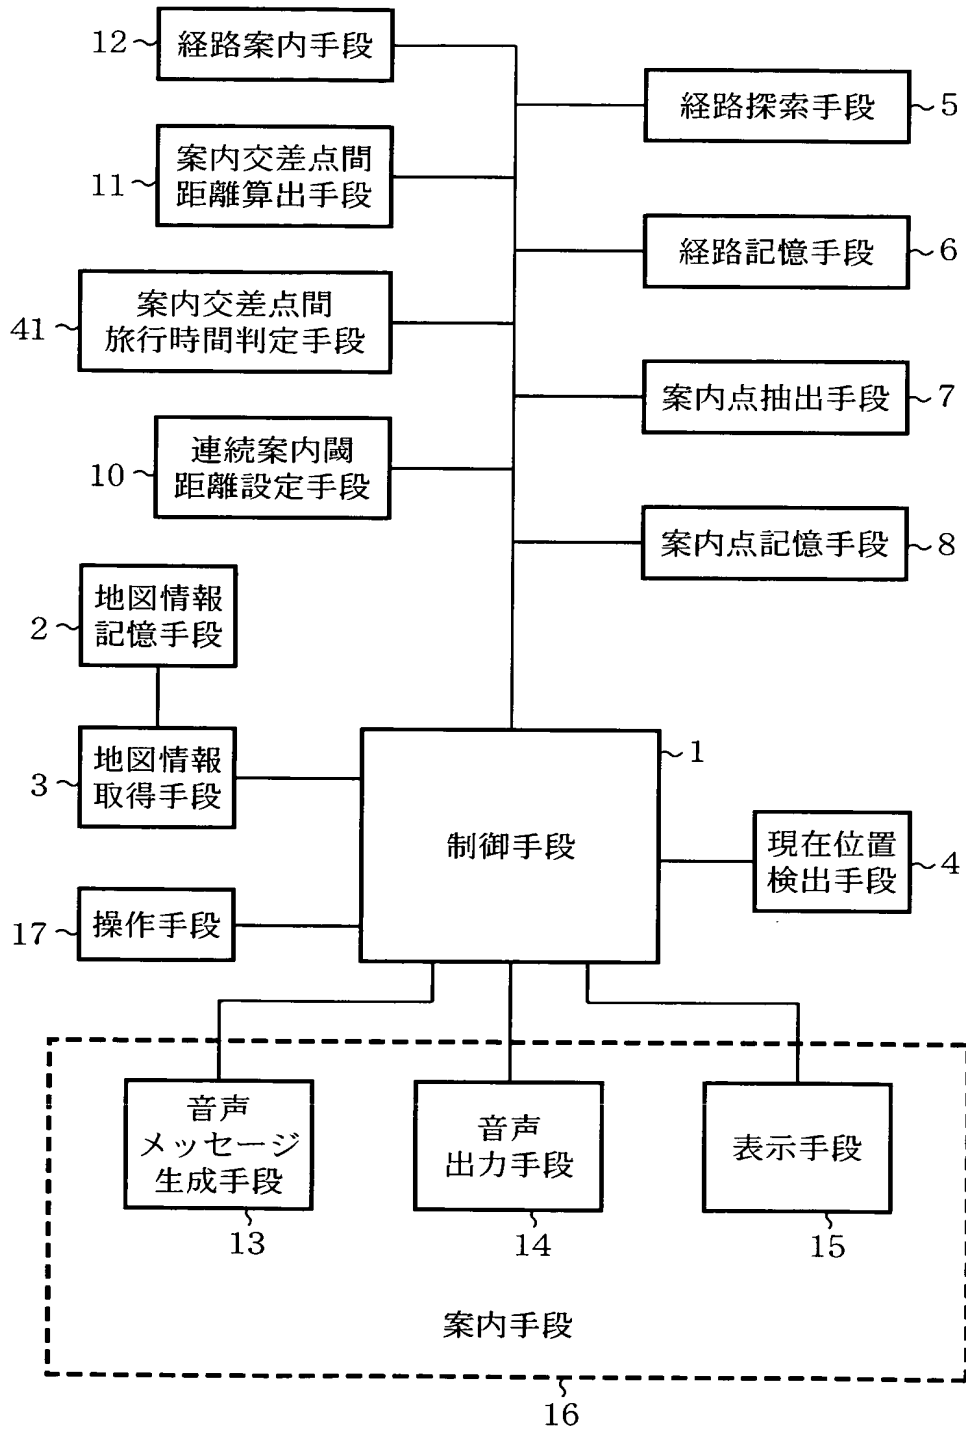 12
経路案内手段
経路探索手段
5
11
案内交差点間
距離算出手段
経路記憶手段
6
41
案内交差点間
旅行時間判定手段
案内点抽出手段
7
10
連続案内閾
距離設定手段
案内点記憶手段
8
2
地図情報
記憶手段
3
地図情報
取得手段
制御手段
1
現在位置
検出手段
4
17
操作手段
音声
メッセージ
生成手段
13
音声
出力手段
14
表示手段
15
案内手段
16